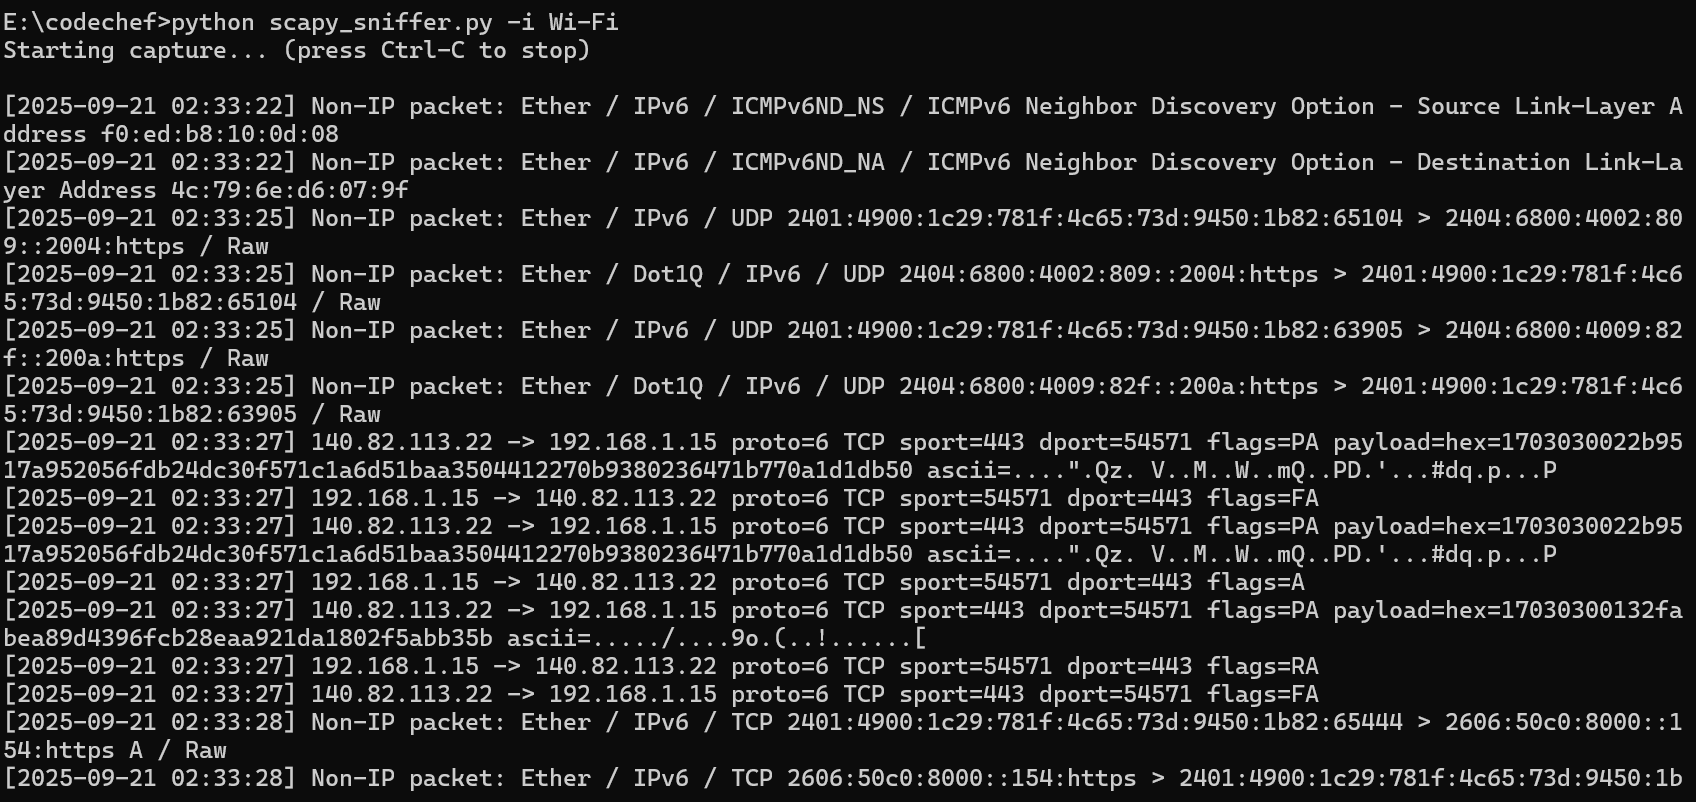 E:\codechef>python scapy_sniffer.py -i Wi-Fi
Starting capture... (press Ctrl-C to stop)
[2025-09-21 02:33:22] Non-IP packet: Ether / IPv6 / ICMPv6ND_NS / ICMPv6 Neighbor Discovery Option - Source Link-Layer A
ddress f0:ed:b8:10:0d:08
[2025-09-21 02:33:22] Non-IP packet: Ether / IPv6 / ICMPv6ND_NA / ICMPv6 Neighbor Discovery Option - Destination Link-La
yer Address 4c:79:6e:d6:07:9f
[2025-09-21 02:33:25] Non-IP packet: Ether / IPv6 / UDP 2401:4900:1c29:781f:4c65:73d:9450:1b82:65104 > 2404:6800:4002:80
9::2004:https / Raw
[2025-09-21 02:33:25] Non-IP packet: Ether / Dot1Q / IPv6 / UDP 2404:6800:4002:809::2004:https > 2401:4900:1c29:781f:4c6
5:73d:9450:1b82:65104 / Raw
[2025-09-21 02:33:25] Non-IP packet: Ether / IPv6 / UDP 2401:4900:1c29:781f:4c65:73d:9450:1b82:63905 > 2404:6800:4009:82
f::200a:https / Raw
[2025-09-21 02:33:25] Non-IP packet: Ether / Dot1Q / IPv6 / UDP 2404:6800:4009:82f::200a:https > 2401:4900:1c29:781f:4c6
5:73d:9450:1b82:63905 / Raw
[2025-09-21 02:33:27] 140.82.113.22 -> 192.168.1.15 proto=6 TCP sport=443 dport=54571 flags=PA payload=hex=1703030022b95
17a952056fdb24dc30f571c1a6d51baa3504412270b9380236471b770a1d1db50 ascii=....".Qz. V..M..W..mQ..PD.'...#dq.p...P
[2025-09-21 02:33:27] 192.168.1.15 -> 140.82.113.22 proto=6 TCP sport=54571 dport=443 flags=FA
[2025-09-21 02:33:27] 140.82.113.22 -> 192.168.1.15 proto=6 TCP sport=443 dport=54571 flags=PA payload=hex=1703030022b95
17a952056fdb24dc30f571c1a6d51baa3504412270b9380236471b770a1d1db50 ascii=....".Qz. V..M..W..mQ..PD.'...#dq.p...P
[2025-09-21 02:33:27] 192.168.1.15 -> 140.82.113.22 proto=6 TCP sport=54571 dport=443 flags=A
[2025-09-21 02:33:27] 140.82.113.22 -> 192.168.1.15 proto=6 TCP sport=443 dport=54571 flags=PA payload=hex=17030300132fa
bea89d4396fcb28eaa921da1802f5abb35b ascii=...../....9o.(..!......[
[2025-09-21 02:33:27] 192.168.1.15 -> 140.82.113.22 proto=6 TCP sport=54571 dport=443 flags=RA
[2025-09-21 02:33:27] 140.82.113.22 -> 192.168.1.15 proto=6 TCP sport=443 dport=54571 flags=FA
[2025-09-21 02:33:28] Non-IP packet: Ether / IPv6 / TCP 2401:4900:1c29:781f:4c65:73d:9450:1b82:65444 > 2606:50c0:8000::1
54:https A / Raw
[2025-09-21 02:33:28] Non-IP packet: Ether / IPv6 / TCP 2606:50c0:8000::154:https > 2401:4900:1c29:781f:4c65:73d:9450:1b